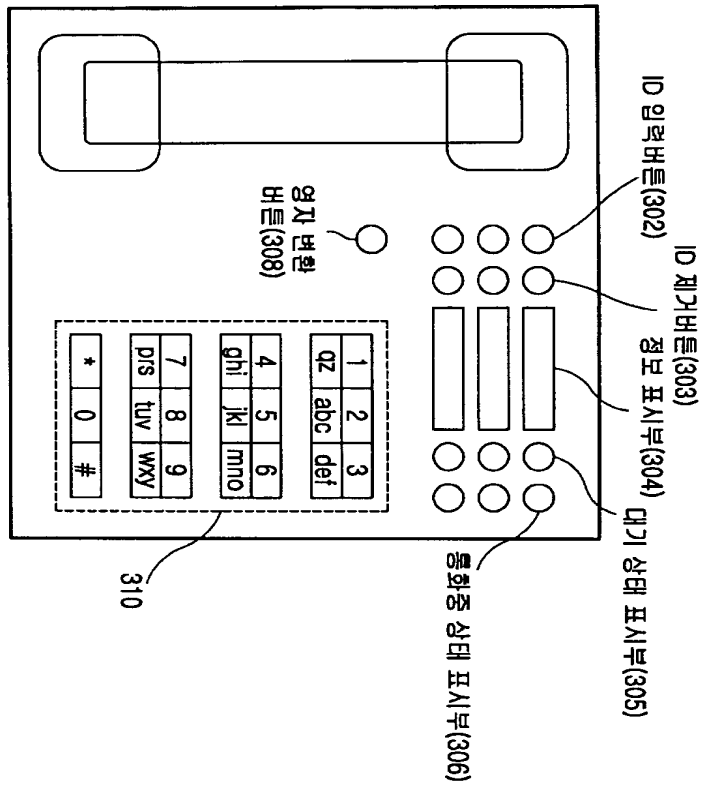 ID 입력버튼(302)
ID 제거버튼(303)
정보 표시부(304)
대기 상태 표시부(305)
통화중 상태 표시부(306)
영자 변환
버튼(308)
1 2 3
qz abc def
4 5 6
ghi jkl mno
7 8 9
prs tuv wxy
* 0 #
310